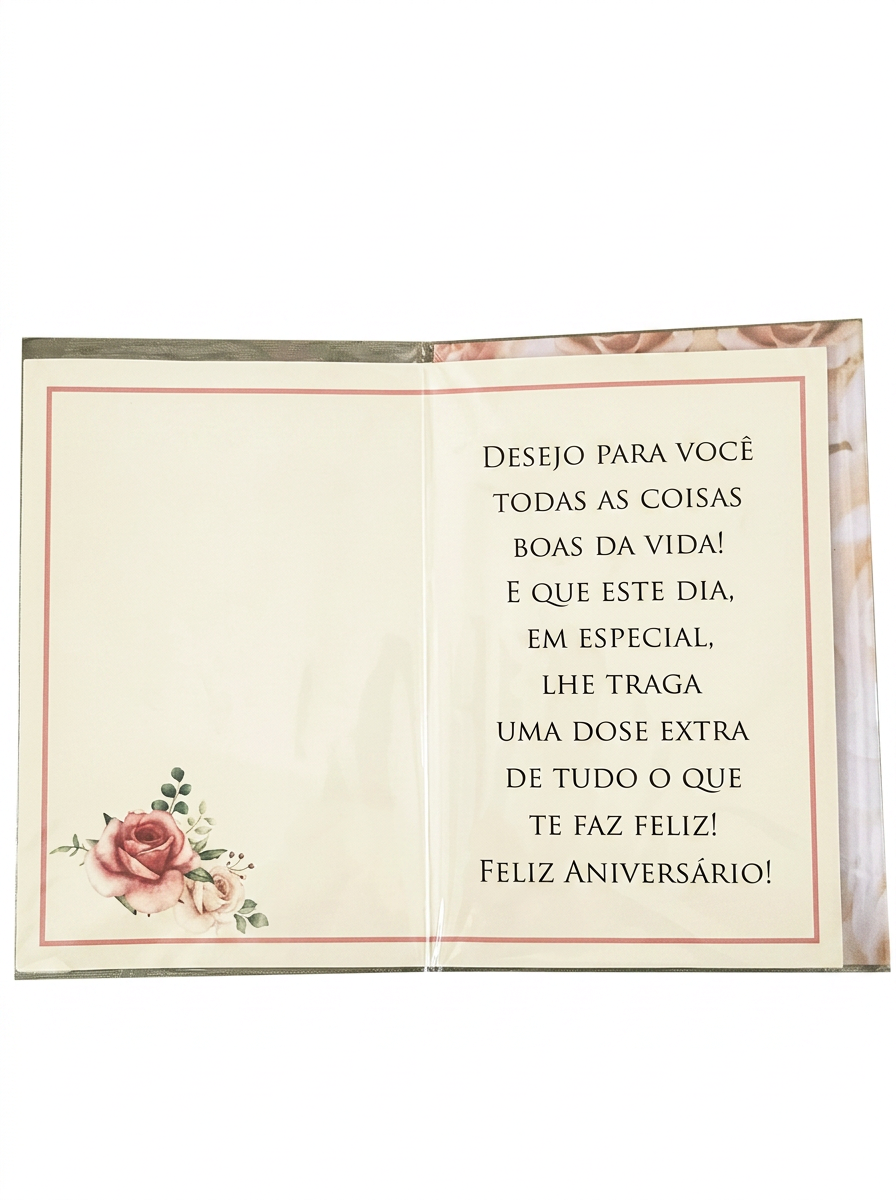 Desejo para você
todas as coisas
boas da vida!
E que este dia,
em especial,
lhe traga
uma dose extra
de tudo o que
te faz feliz!
Feliz Aniversário!